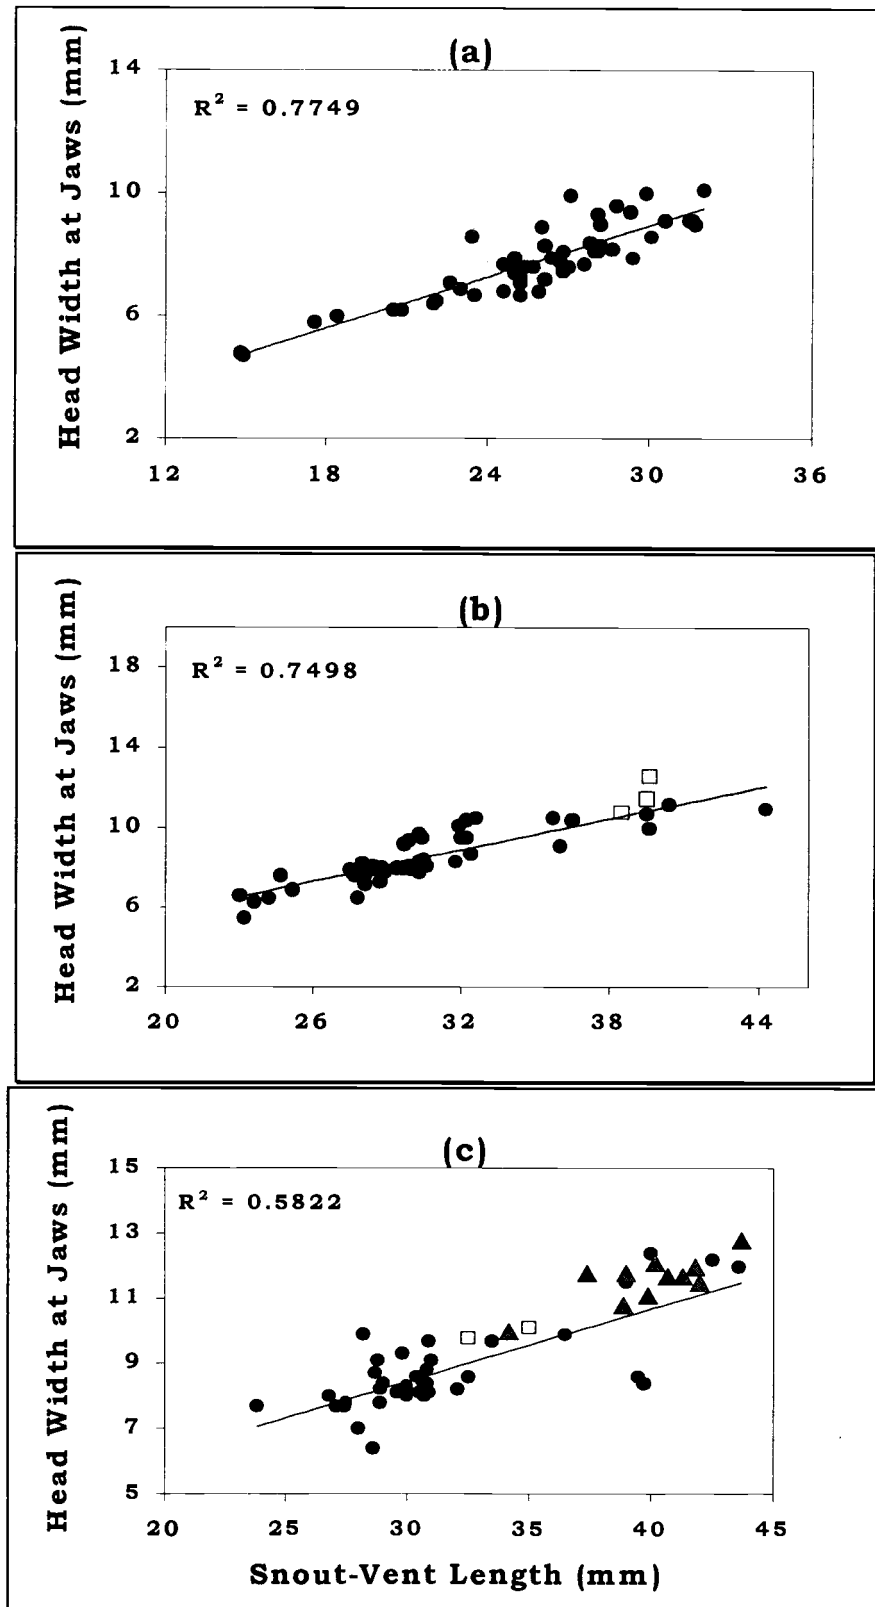 (a)
Head Width at Jaws (mm)
R² = 0.7749
14
10
6
2
12 18 24 30 36
(b)
Head Width at Jaws (mm)
R² = 0.7498
18
14
10
6
2
20 26 32 38 44
(c)
Head Width at Jaws (mm)
R² = 0.5822
15
13
11
9
7
5
20 25 30 35 40 45
Snout-Vent Length (mm)